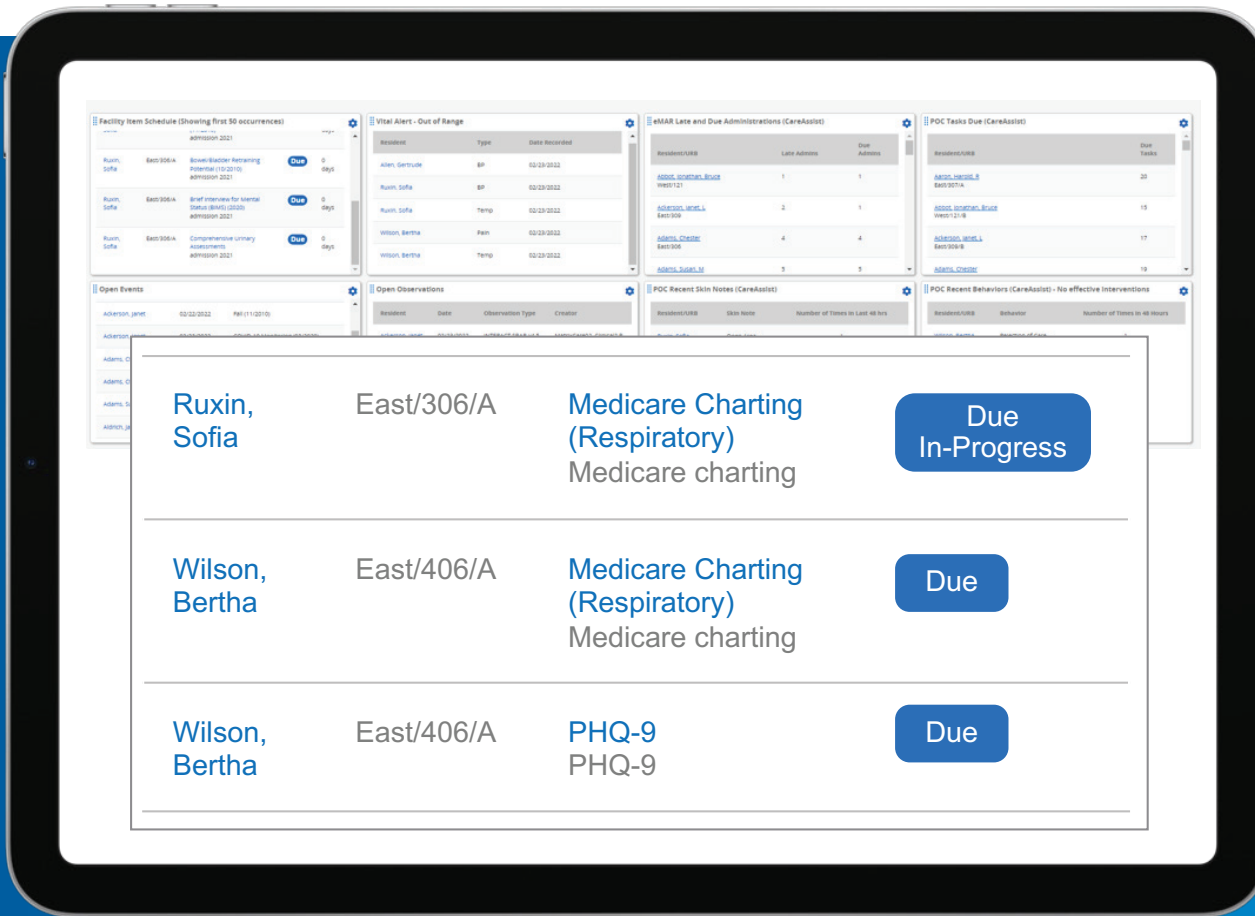 Facility Item Schedule (Showing first 50 occurrences)
admission 2021
Ruxin, Sofia East/306/A Bowel/Bladder Retraining Potential (10/2010) admission 2021 Due 0 days
Ruxin, Sofia East/306/A Brief Interview for Mental Status (BIMS) (2020) admission 2021 Due 0 days
Ruxin, Sofia East/306/A Comprehensive Urinary Assessments admission 2021 Due 0 days
Vital Alert - Out of Range
Resident Type Date Recorded
Allen, Gertrude BP 02/23/2022
Ruxin, Sofia BP 02/23/2022
Ruxin, Sofia Temp 02/23/2022
Wilson, Bertha Pain 02/23/2022
Wilson, Bertha Temp 02/23/2022
eMAR Late and Due Administrations (CareAssist)
Resident/URB Late Admins Due Admins
Abbot, Jonathan, Bruce 1 1
West/121
Ackerson, Janet, L 2 1
East/309
Adams, Chester 4 4
East/306
Adams, Susan, M 5 5
POC Tasks Due (CareAssist)
Resident/URB Due Tasks
Aaron, Harold, R 20
East/307/A
Abbot, Jonathan, Bruce 15
West/121/B
Ackerson, Janet, L 17
East/309/B
Adams, Chester 19
Open Events
Ackerson, Janet 02/22/2022 Fall (11/2010)
Open Observations
Resident Date Observation Type Creator
POC Recent Skin Notes (CareAssist)
Resident/URB Skin Note Number of Times in Last 48 hrs
POC Recent Behaviors (CareAssist) - No effective Interventions
Resident/URB Behavior Number of Times in 48 Hours
Ruxin, East/306/A Medicare Charting Due
Sofia (Respiratory) In-Progress
Medicare charting
Wilson, East/406/A Medicare Charting Due
Bertha (Respiratory)
Medicare charting
Wilson, East/406/A PHQ-9 Due
Bertha PHQ-9